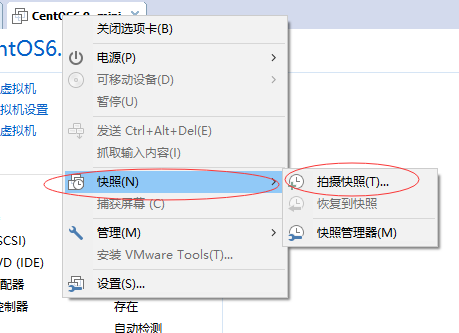 CentOS6.9_mini
关闭选项卡(B)
电源(P)
可移动设备(D)
暂停(U)
发送 Ctrl+Alt+Del(E)
抓取输入内容(I)
快照(N)
拍摄快照(T)...
捕获屏幕 (C)
恢复到快照
管理(M)
快照管理器(M)
安装 VMware Tools(T)...
设置(S)...
ntOS6.
虚拟机
拟机设置
虚拟机
CSI)
VD (IDE)
配器
控制器
存在
自动检测